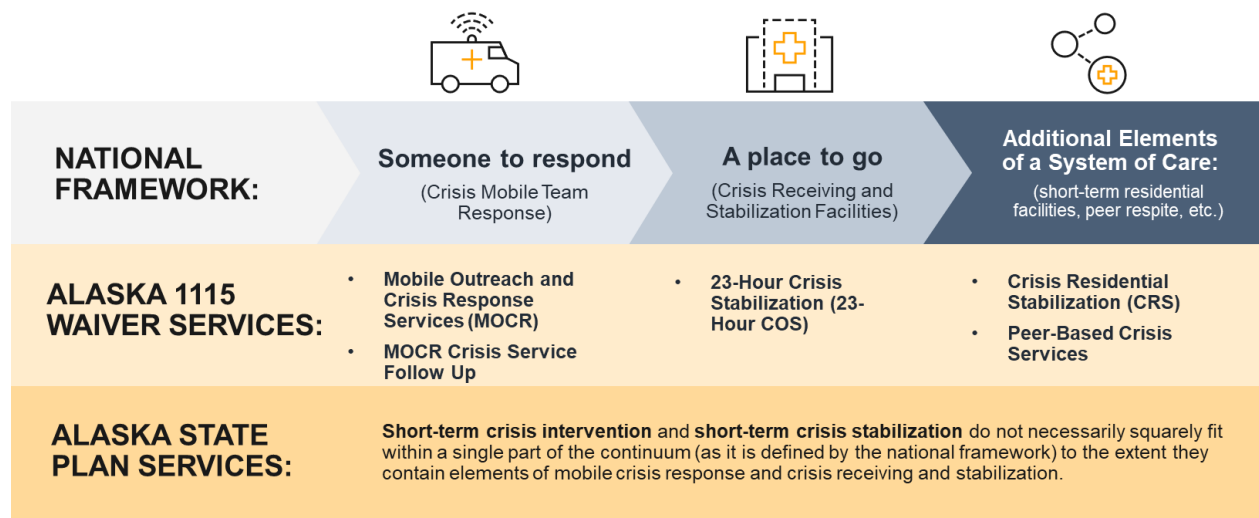 NATIONAL
FRAMEWORK:
Someone to respond
(Crisis Mobile Team
Response)
A place to go
(Crisis Receiving and
Stabilization Facilities)
Additional Elements
of a System of Care:
(short-term residential
facilities, peer respite, etc.)
ALASKA 1115
WAIVER SERVICES:
• Mobile Outreach and
Crisis Response
Services (MOCR)
• MOCR Crisis Service
Follow Up
• 23-Hour Crisis
Stabilization (23-
Hour COS)
• Crisis Residential
Stabilization (CRS)
• Peer-Based Crisis
Services
ALASKA STATE
PLAN SERVICES:
Short-term crisis intervention and short-term crisis stabilization do not necessarily squarely fit
within a single part of the continuum (as it is defined by the national framework) to the extent they
contain elements of mobile crisis response and crisis receiving and stabilization.